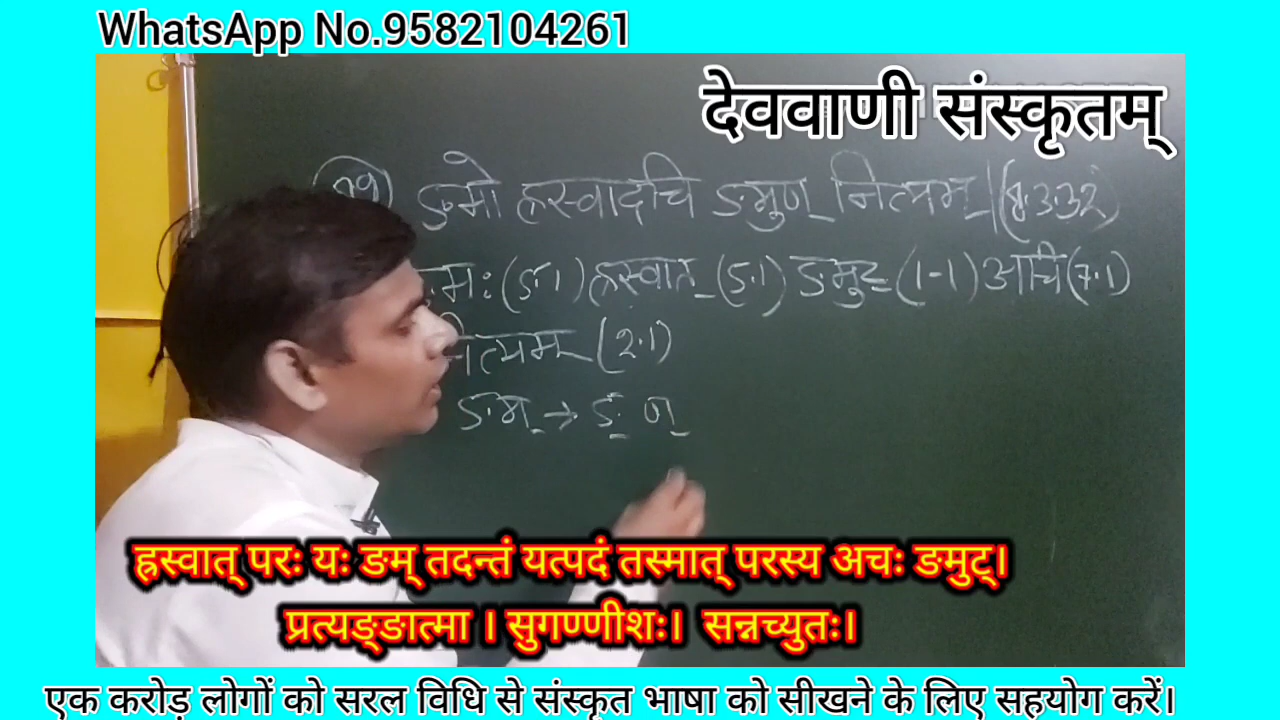 WhatsApp No.9582104261
देववाणी संस्कृतम्
ङमो ह्रस्वादचि ङमुण् नित्यम् । (8.3.32)
मः (5.1) ह्रस्वात् (5.1) ङमुट् (1-1) अचि (7.1)
नित्यम् (2.1)
ङम् → ङ् ण्
ह्रस्वात् परः यः ङम् तदन्तं यत्पदं तस्मात् परस्य अचः ङमुट्।
प्रत्यङ्ङात्मा । सुगण्णीशः। सन्नच्युतः।
एक करोड़ लोगों को सरल विधि से संस्कृत भाषा को सीखने के लिए सहयोग करें।